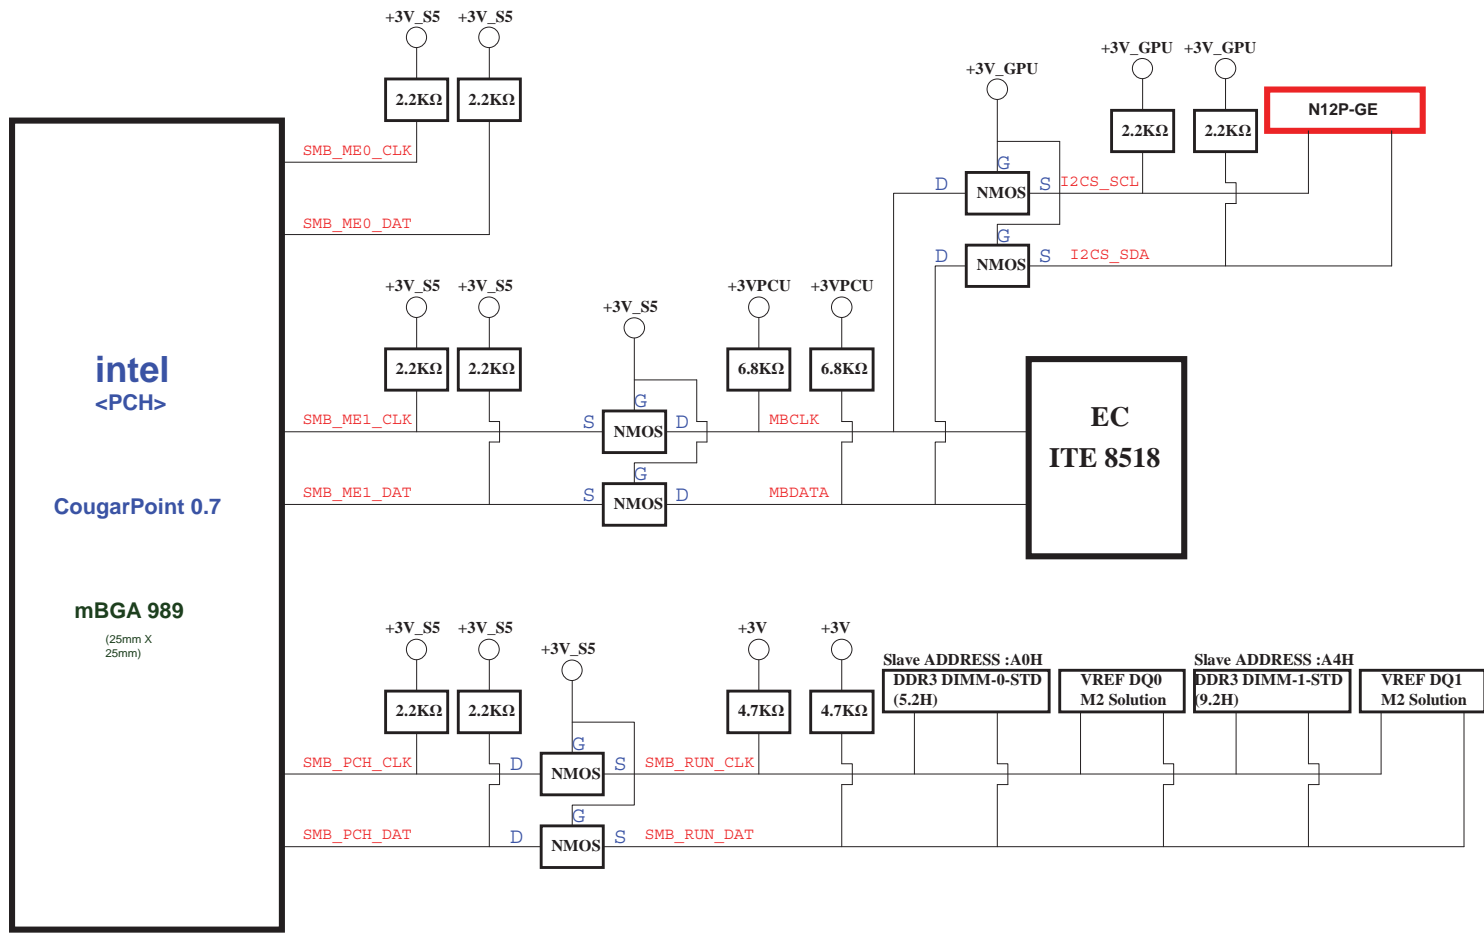 +3V_S5 +3V_S5
2.2KΩ 2.2KΩ
SMB_ME0_CLK
SMB_ME0_DAT
+3V_GPU
+3V_GPU +3V_GPU
2.2KΩ 2.2KΩ
N12P-GE
G
D NMOS S I2CS_SCL
G
D NMOS S I2CS_SDA
+3V_S5 +3V_S5
2.2KΩ 2.2KΩ
+3V_S5
+3VPCU +3VPCU
6.8KΩ 6.8KΩ
G
SMB_ME1_CLK S NMOS D MBCLK
G
SMB_ME1_DAT S NMOS D MBDATA
EC
ITE 8518
intel
<PCH>
CougarPoint 0.7
mBGA 989
(25mm X
25mm)
+3V_S5 +3V_S5
2.2KΩ 2.2KΩ
+3V_S5
+3V +3V
4.7KΩ 4.7KΩ
Slave ADDRESS :A0H
DDR3 DIMM-0-STD
(5.2H)
VREF DQ0
M2 Solution
Slave ADDRESS :A4H
DDR3 DIMM-1-STD
(9.2H)
VREF DQ1
M2 Solution
G
SMB_PCH_CLK D NMOS S SMB_RUN_CLK
G
SMB_PCH_DAT D NMOS S SMB_RUN_DAT